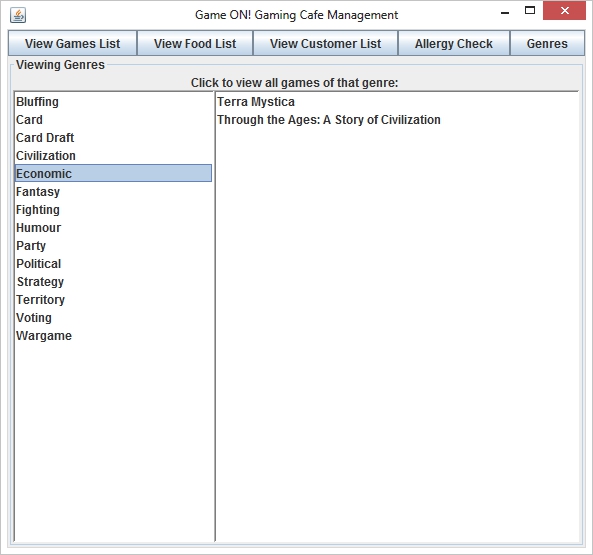 Game ON! Gaming Cafe Management
View Games List View Food List View Customer List Allergy Check Genres
Viewing Genres
Click to view all games of that genre:
Bluffing
Card
Card Draft
Civilization
Economic
Fantasy
Fighting
Humour
Party
Political
Strategy
Territory
Voting
Wargame
Terra Mystica
Through the Ages: A Story of Civilization